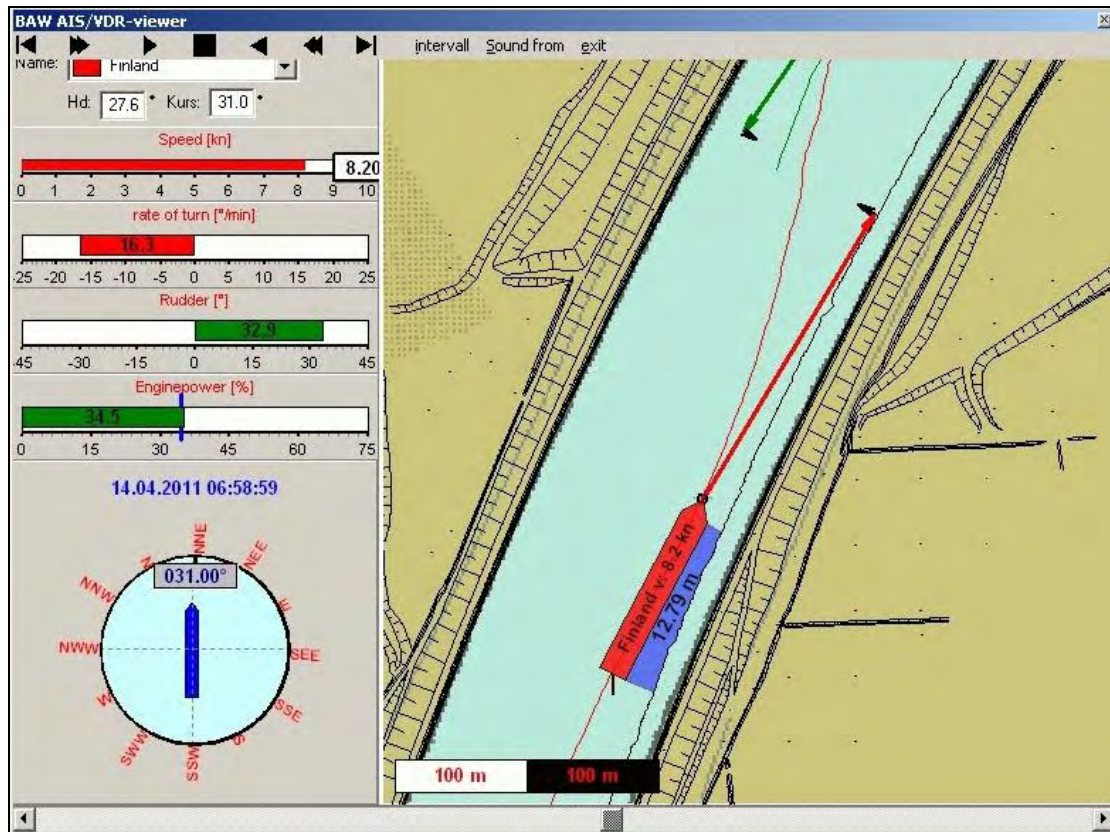 BAW AIS/VDR-viewer
intervall Sound from exit
Name: Finland
Hd: 27.6 ° Kurs: 31.0 °
Speed [kn]
8.20
0 1 2 3 4 5 6 7 8 9 10
rate of turn [°/min]
16.3
-25 -20 -15 -10 -5 0 5 10 15 20 25
Rudder [°]
32.9
-45 -30 -15 0 15 30 45
Enginepower [%]
34.5
0 15 30 45 60 75
14.04.2011 06:58:59
NNE
N
NEE
NNW
031.00°
E
NWW
SEE
W
SSE
SWW
S
SSW
Finland v: 8.2 kn
12.79 m
100 m 100 m